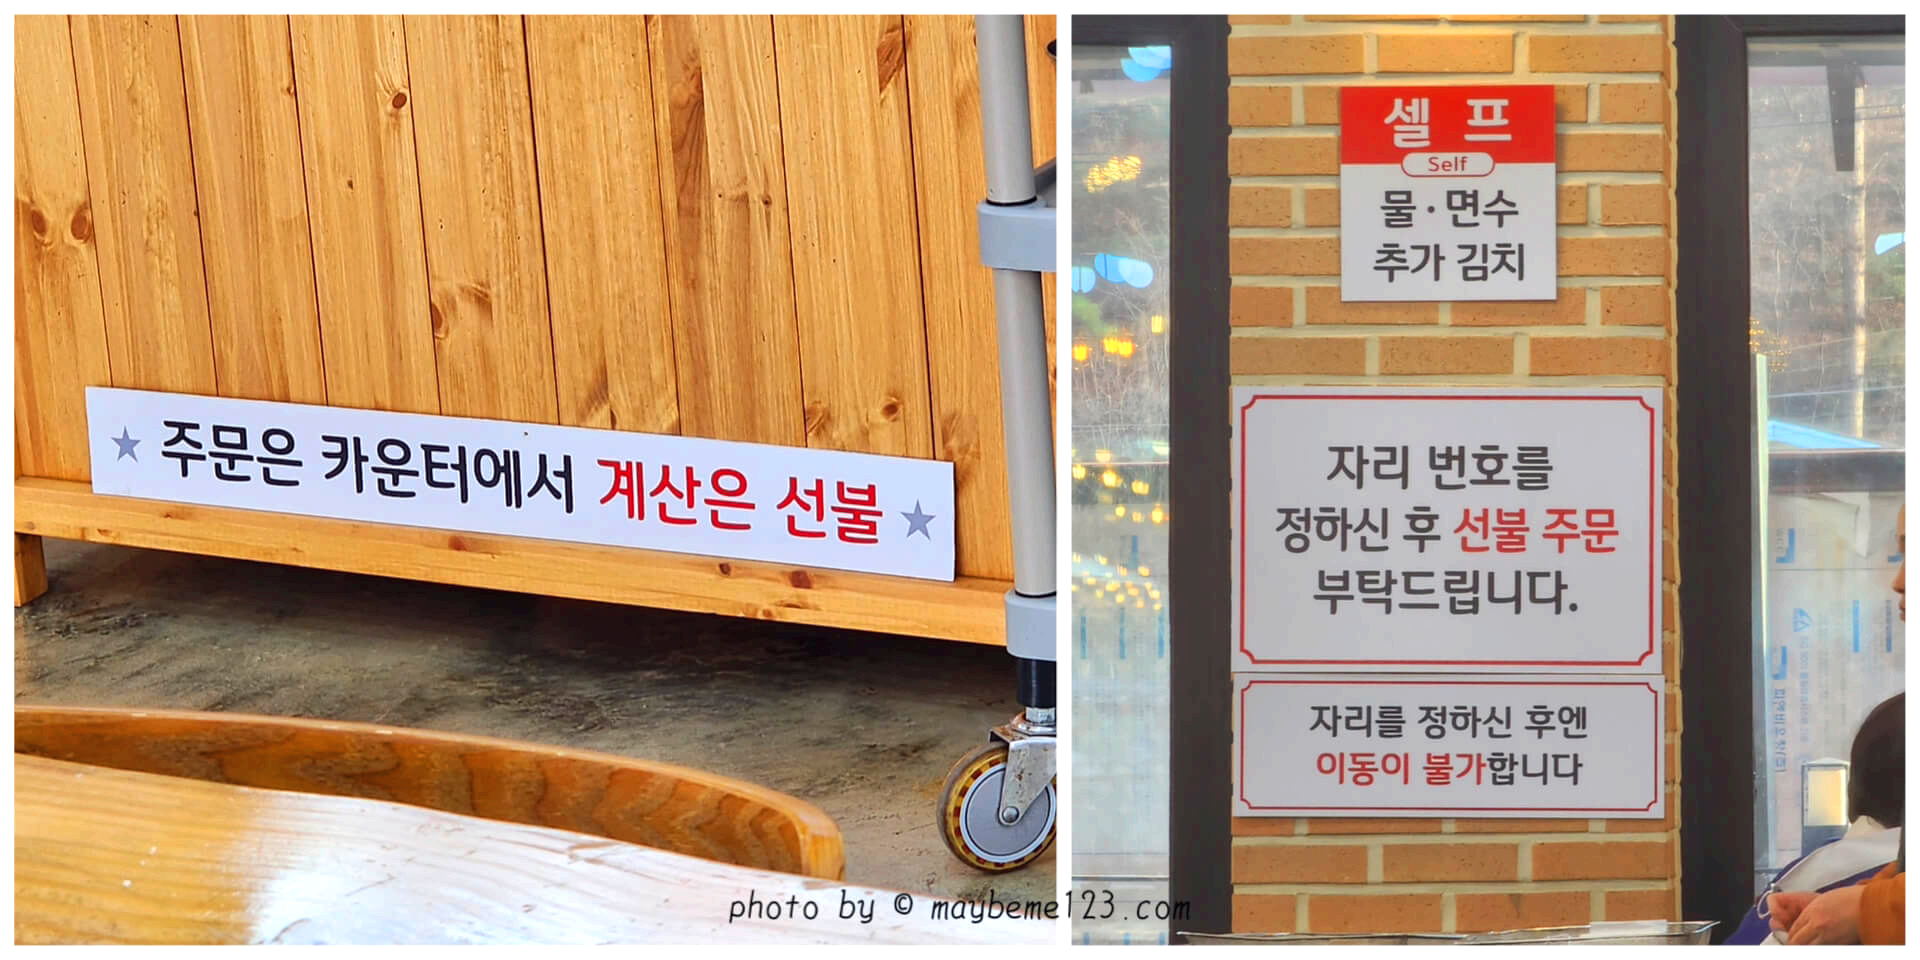 ★ 주문은 카운터에서 계산은 선불 ★
셀 프
Self
물·면수
추가 김치
자리 번호를
정하신 후 선불 주문
부탁드립니다.
자리를 정하신 후엔
이동이 불가합니다
photo by © maybeme123.com